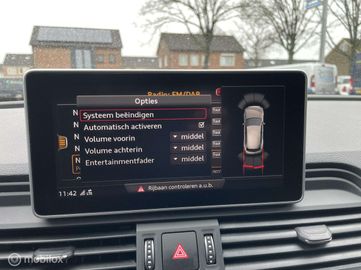 Radio: FM/DAB
Opties
Systeem beëindigen
Automatisch activeren
Volume voorin middel
Volume achterin middel
Entertainmentfader middel
11:42
Rijbaan controleren a.u.b.
mobilox